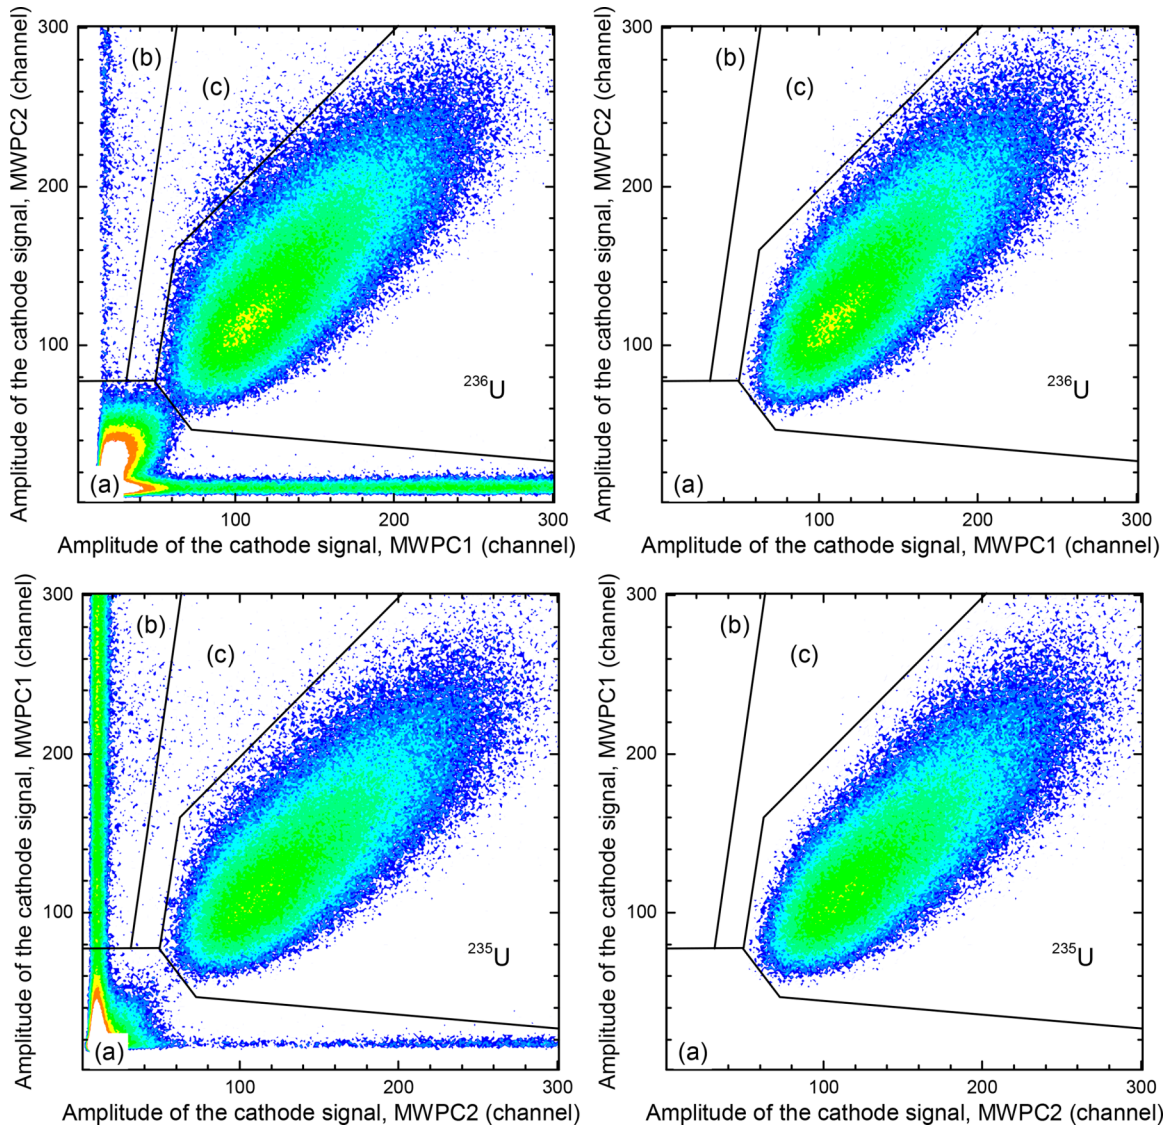 Amplitude of the cathode signal, MWPC2 (channel)
300
200
100
(b)
(c)
(a)
²³⁶U
100 200 300
Amplitude of the cathode signal, MWPC1 (channel)
Amplitude of the cathode signal, MWPC2 (channel)
300
200
100
(b)
(c)
(a)
²³⁶U
100 200 300
Amplitude of the cathode signal, MWPC1 (channel)
Amplitude of the cathode signal, MWPC1 (channel)
300
200
100
(b)
(c)
(a)
²³⁵U
100 200 300
Amplitude of the cathode signal, MWPC2 (channel)
Amplitude of the cathode signal, MWPC1 (channel)
300
200
100
(b)
(c)
(a)
²³⁵U
100 200 300
Amplitude of the cathode signal, MWPC2 (channel)